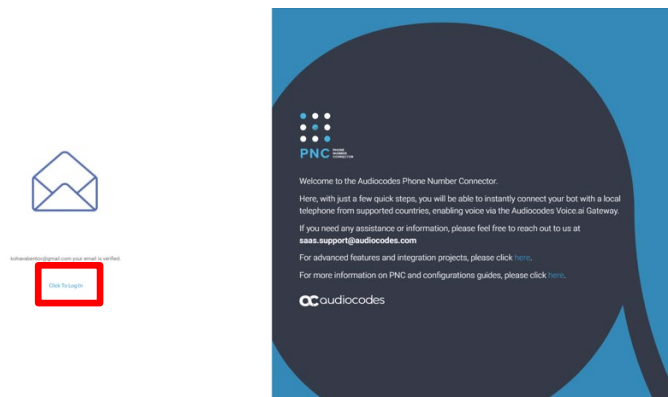 your email is verified.
Click To Log In
PNC PHONE NUMBER CONNECTOR
Welcome to the Audiocodes Phone Number Connector.
Here, with just a few quick steps, you will be able to instantly connect your bot with a local
telephone from supported countries, enabling voice via the Audiocodes Voice.ai Gateway.
If you need any assistance or information, please feel free to reach out to us at
saas.support@audiocodes.com
For advanced features and integration projects, please click here.
For more information on PNC and configurations guides, please click here.
audiocodes